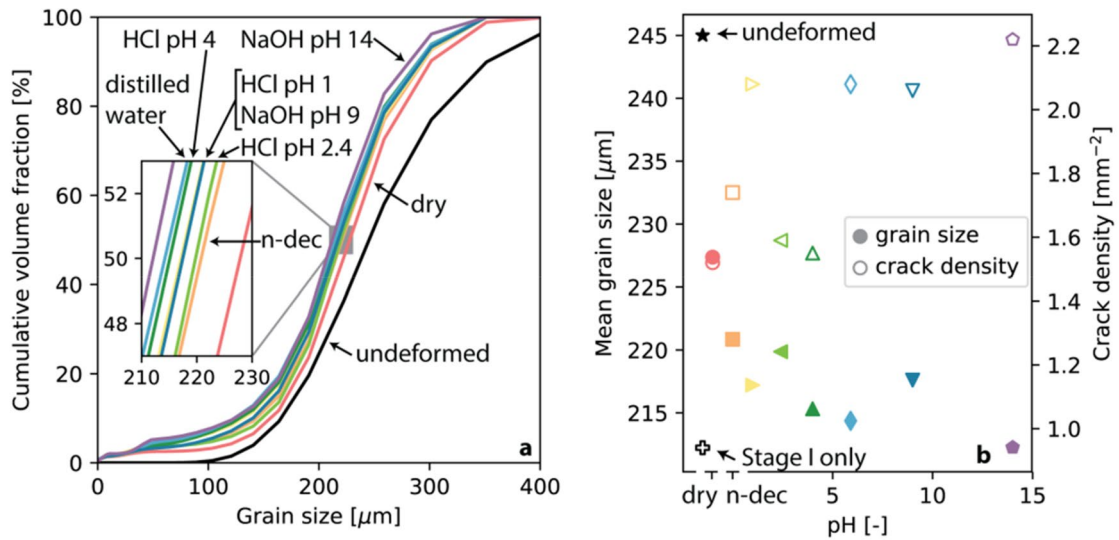 100
80
60
40
20
0
Cumulative volume fraction [%]
HCl pH 4
NaOH pH 14
distilled
water
HCl pH 1
NaOH pH 9
HCl pH 2.4
52
50
48
210 220 230
n-dec
dry
undeformed
a
0 100 200 300 400
Grain size [μm]
245
240
235
230
225
220
215
Mean grain size [μm]
undeformed
grain size
crack density
Stage I only
b
2.2
2.0
1.8
1.6
1.4
1.2
1.0
Crack density [mm⁻²]
dry n-dec 5 10 15
pH [-]